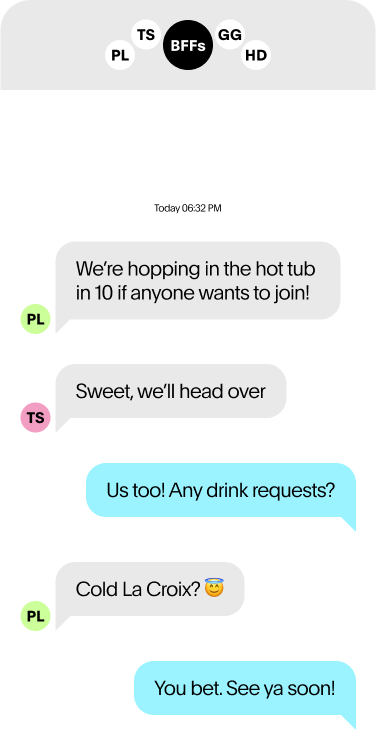 PL TS BFFs GG HD
Today 06:32 PM
We’re hopping in the hot tub
in 10 if anyone wants to join!
PL
Sweet, we’ll head over
TS
Us too! Any drink requests?
Cold La Croix? 😇
PL
You bet. See ya soon!